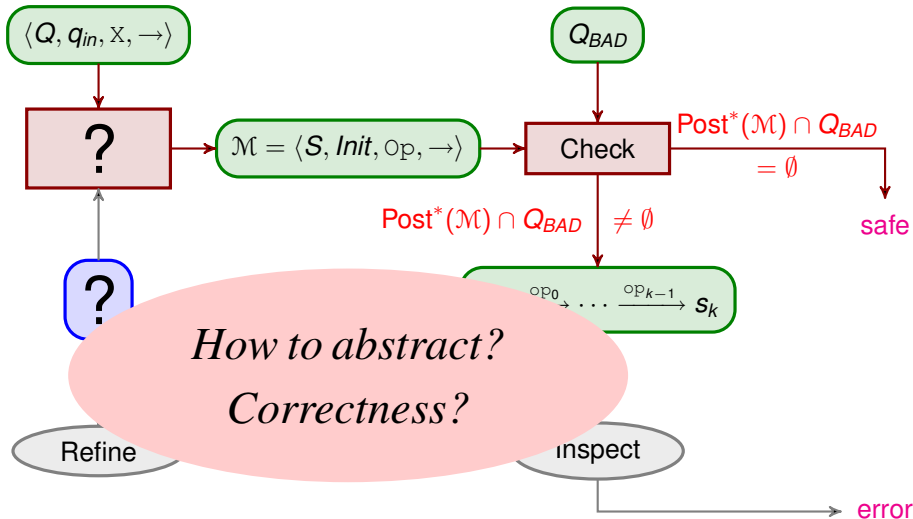 ⟨Q, q_in, X, →⟩
Q_BAD
?
ℳ = ⟨S, Init, Op, →⟩
Check
Post*(ℳ) ∩ Q_BAD
= ∅
safe
Post*(ℳ) ∩ Q_BAD ≠ ∅
?
op_0 → ⋯ op_{k−1} → s_k
How to abstract?
Correctness?
Refine
Inspect
error